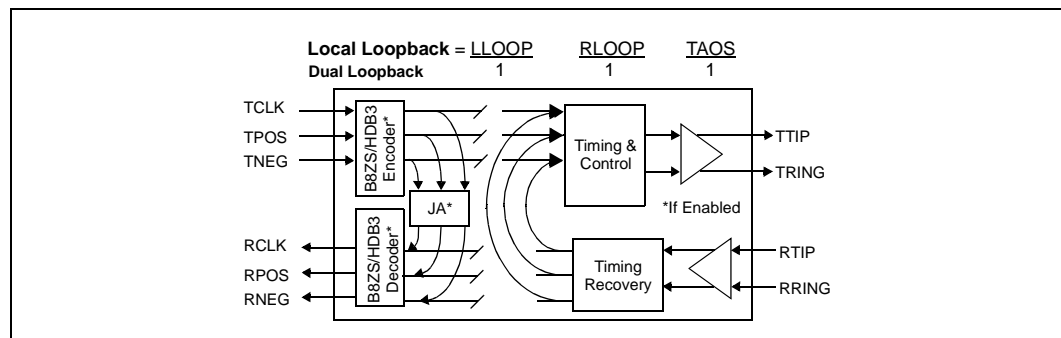 Local Loopback = LLOOP RLOOP TAOS
Dual Loopback 1 1 1
TCLK
TPOS
TNEG
B8ZS/HDB3
Encoder*
Timing &
Control
TTIP
TRING
JA*
*If Enabled
RCLK
RPOS
RNEG
B8ZS/HDB3
Decoder*
Timing
Recovery
RTIP
RRING